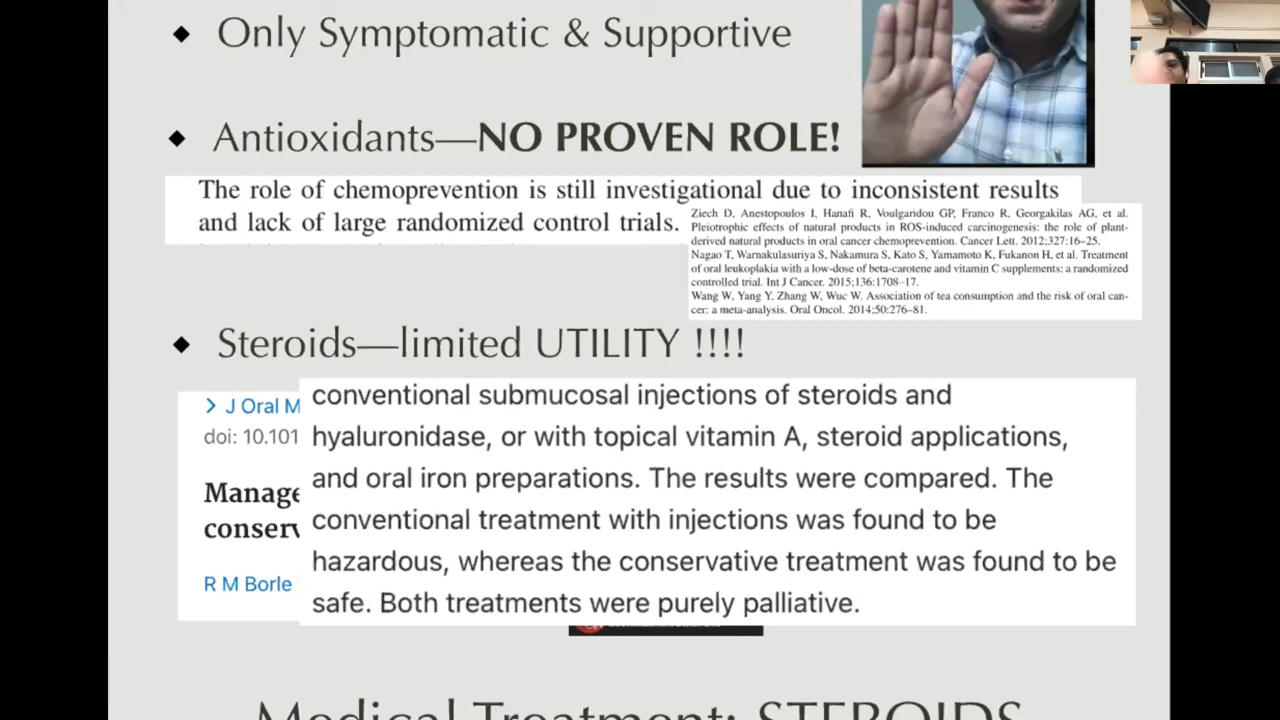 ◆ Only Symptomatic & Supportive
◆ Antioxidants—NO PROVEN ROLE!
The role of chemoprevention is still investigational due to inconsistent results
and lack of large randomized control trials.
Ziech D, Anestopoulos I, Hanafi R, Voulgaridou GP, Franco R, Georgakilas AG, et al.
Pleiotrophic effects of natural products in ROS-induced carcinogenesis: the role of plant-
derived natural products in oral cancer chemoprevention. Cancer Lett. 2012;327:16–25.
Nagao T, Warnakulasuriya S, Nakamura S, Kato S, Yamamoto K, Fukanon H, et al. Treatment
of oral leukoplakia with a low-dose of beta-carotene and vitamin C supplements: a randomized
controlled trial. Int J Cancer. 2015;136:1708–17.
Wang W, Yang Y, Zhang W, Wuc W. Association of tea consumption and the risk of oral can-
cer: a meta-analysis. Oral Oncol. 2014;50:276–81.
◆ Steroids—limited UTILITY !!!!
> J Oral M
doi: 10.101
Manage
conserv
R M Borle
conventional submucosal injections of steroids and
hyaluronidase, or with topical vitamin A, steroid applications,
and oral iron preparations. The results were compared. The
conventional treatment with injections was found to be
hazardous, whereas the conservative treatment was found to be
safe. Both treatments were purely palliative.
Medical Treatment: STEROIDS